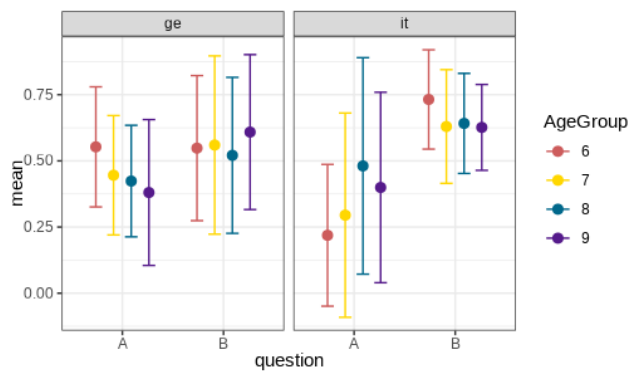 ge
it
mean
0.75
0.50
0.25
0.00
A
B
A
B
question
AgeGroup
6
7
8
9